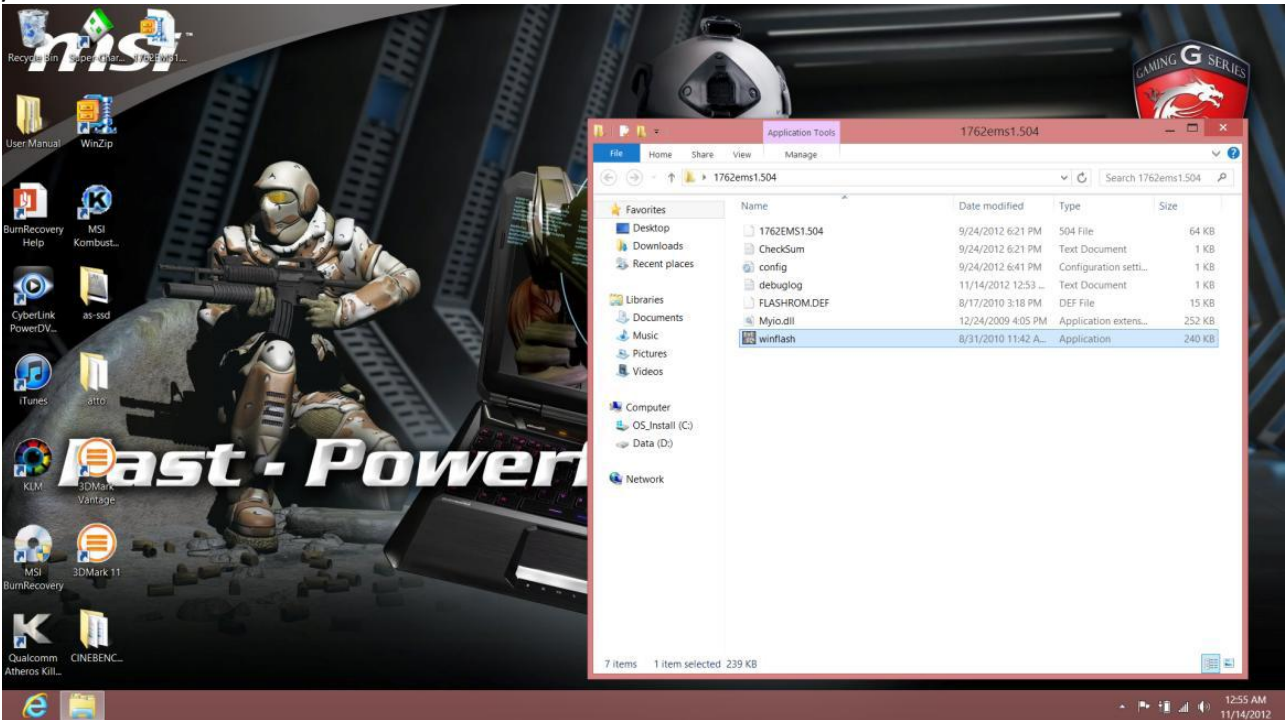 msi™
Recycle Bin
Super-Char...
1762EMS1...
User Manual
WinZip
BurnRecovery
Help
MSI
Kombust...
CyberLink
PowerDV...
as-ssd
iTunes
atto
KLM
3DMark
Vantage
MSI
BurnRecovery
3DMark 11
Qualcomm
Atheros Kill...
CINEBENC...
Fast - Powerf
GAMING G SERIES
Application Tools
1762ems1.504
File Home Share View Manage
1762ems1.504
Search 1762ems1.504
Favorites
Desktop
Downloads
Recent places
Libraries
Documents
Music
Pictures
Videos
Computer
OS_Install (C:)
Data (D:)
Network
Name Date modified Type Size
1762EMS1.504 9/24/2012 6:21 PM 504 File 64 KB
CheckSum 9/24/2012 6:21 PM Text Document 1 KB
config 9/24/2012 6:41 PM Configuration setti... 1 KB
debuglog 11/14/2012 12:53 ... Text Document 1 KB
FLASHROM.DEF 8/17/2010 3:18 PM DEF File 15 KB
Myio.dll 12/24/2009 4:05 PM Application extens... 252 KB
winflash 8/31/2010 11:42 A... Application 240 KB
7 items 1 item selected 239 KB
12:55 AM
11/14/2012